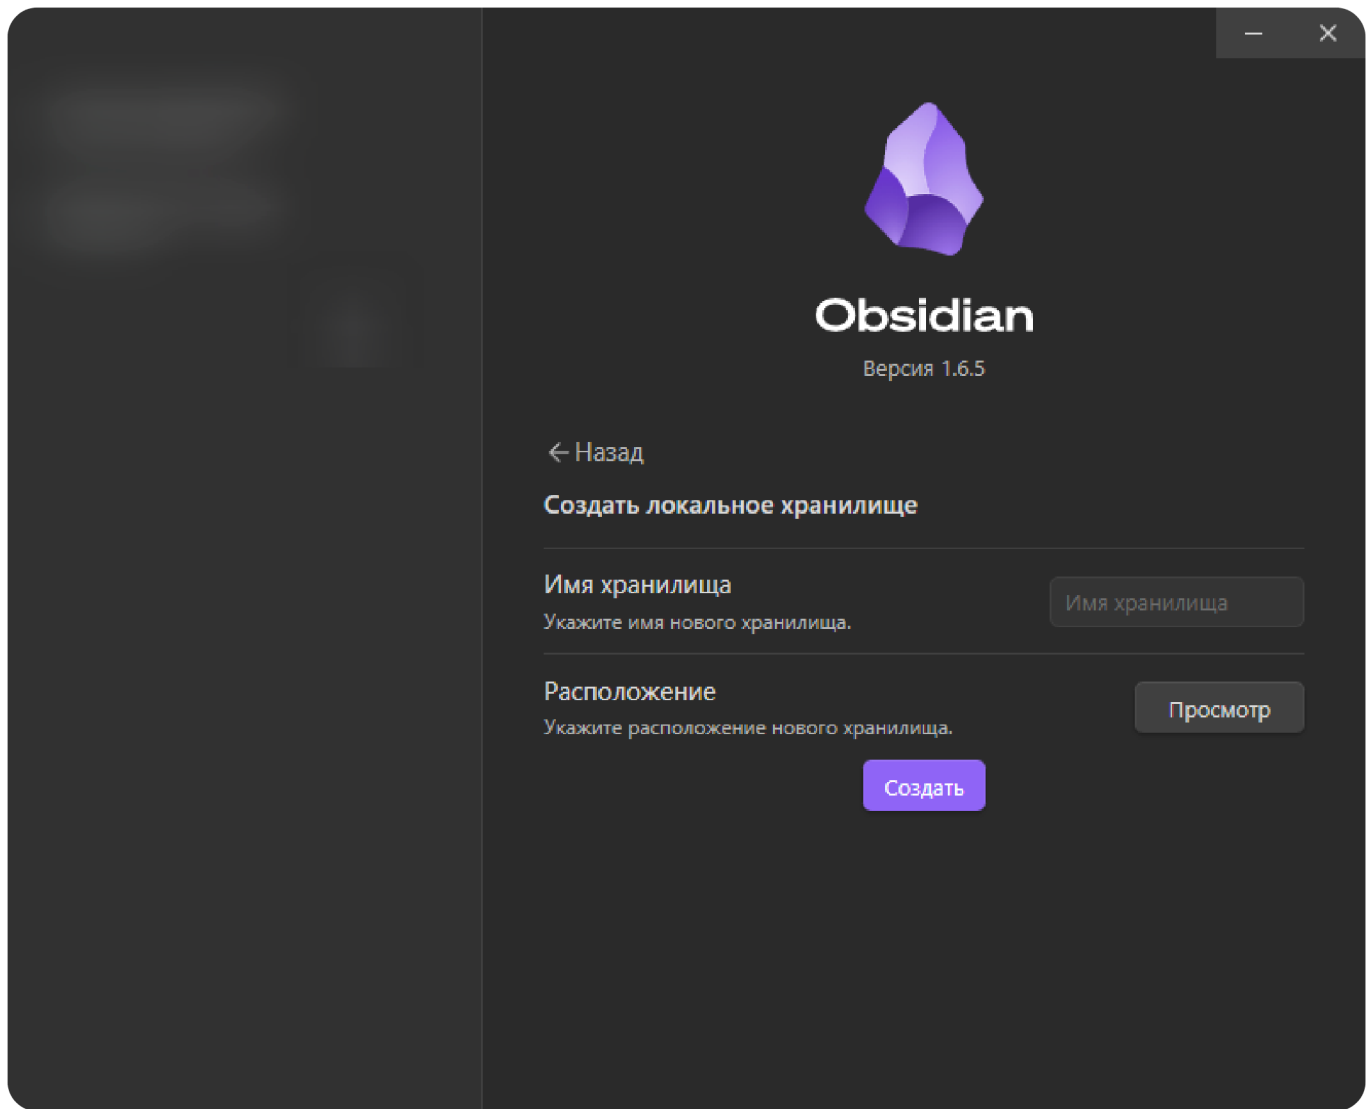 Obsidian
Версия 1.6.5
Назад
Создать локальное хранилище
Имя хранилища
Укажите имя нового хранилища.
Имя хранилища
Расположение
Укажите расположение нового хранилища.
Просмотр
Создать